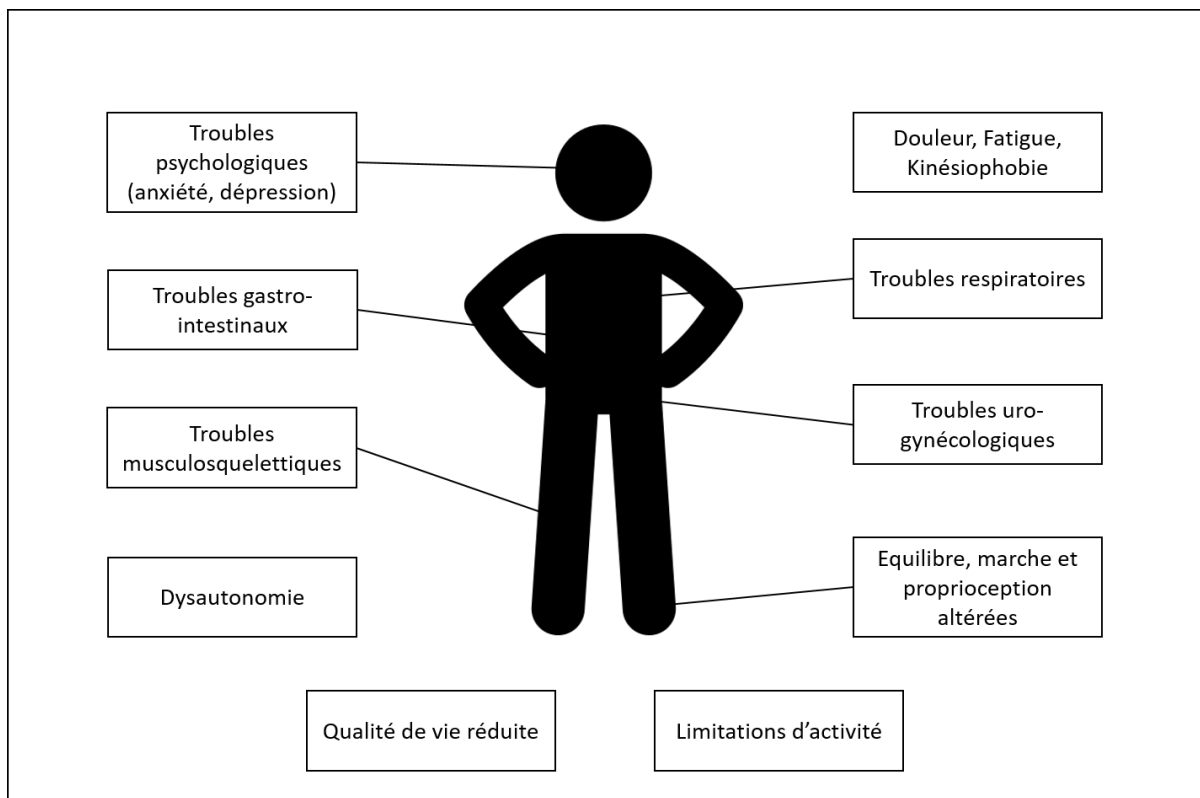 Troubles
psychologiques
(anxiété, dépression)
Douleur, Fatigue,
Kinésiophobie
Troubles gastro-
intestinaux
Troubles respiratoires
Troubles
musculosquelettiques
Troubles uro-
gynécologiques
Dysautonomie
Equilibre, marche et
proprioception
altérées
Qualité de vie réduite
Limitations d’activité